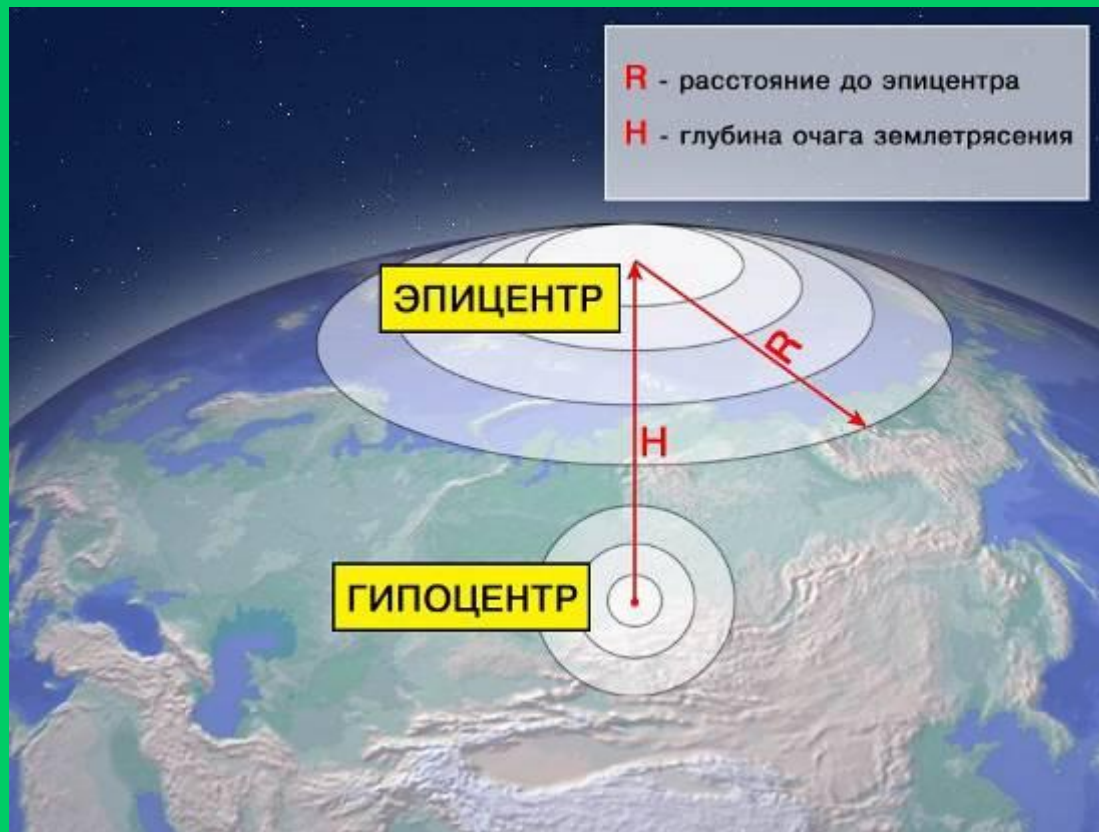 R - расстояние до эпицентра
H - глубина очага землетрясения
ЭПИЦЕНТР
R
H
ГИПОЦЕНТР